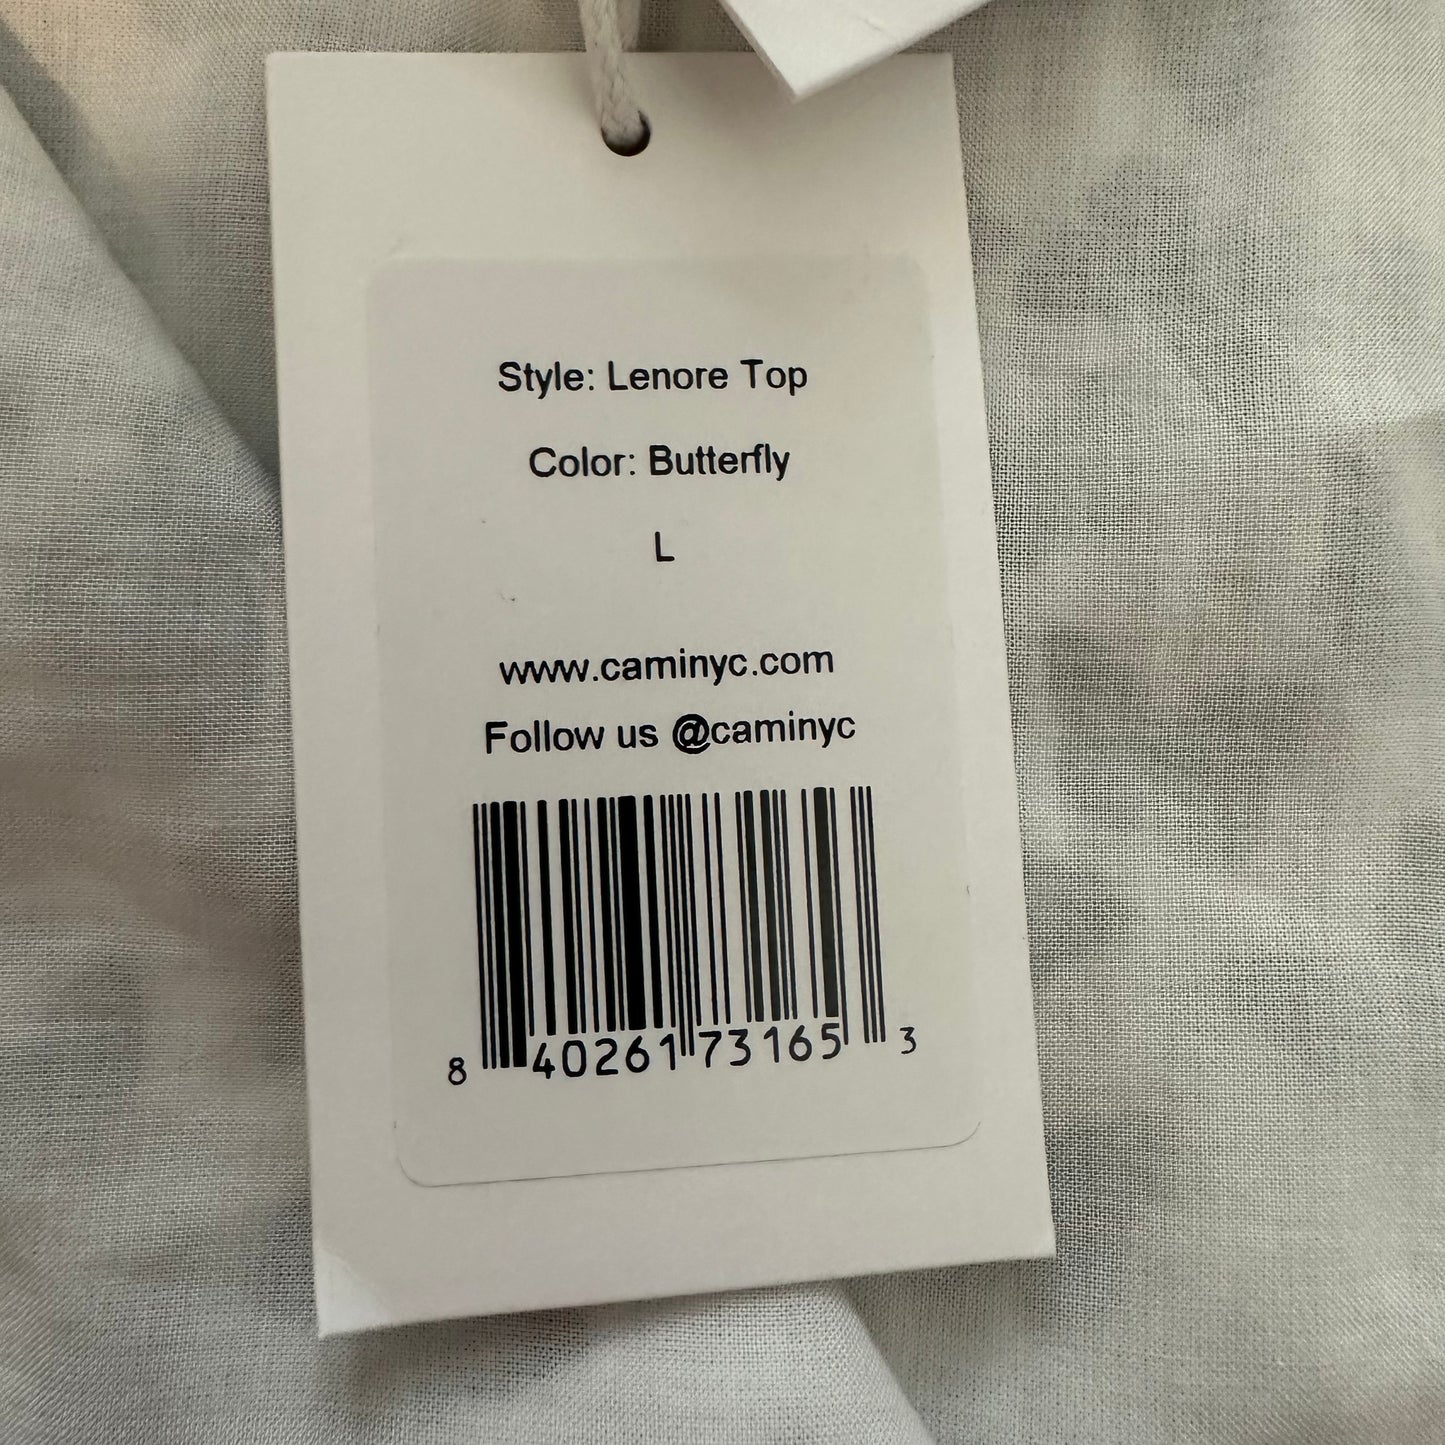 Style: Lenore Top
Color: Butterfly
L
www.caminyc.com
Follow us @caminyc
8 40261 73165 3